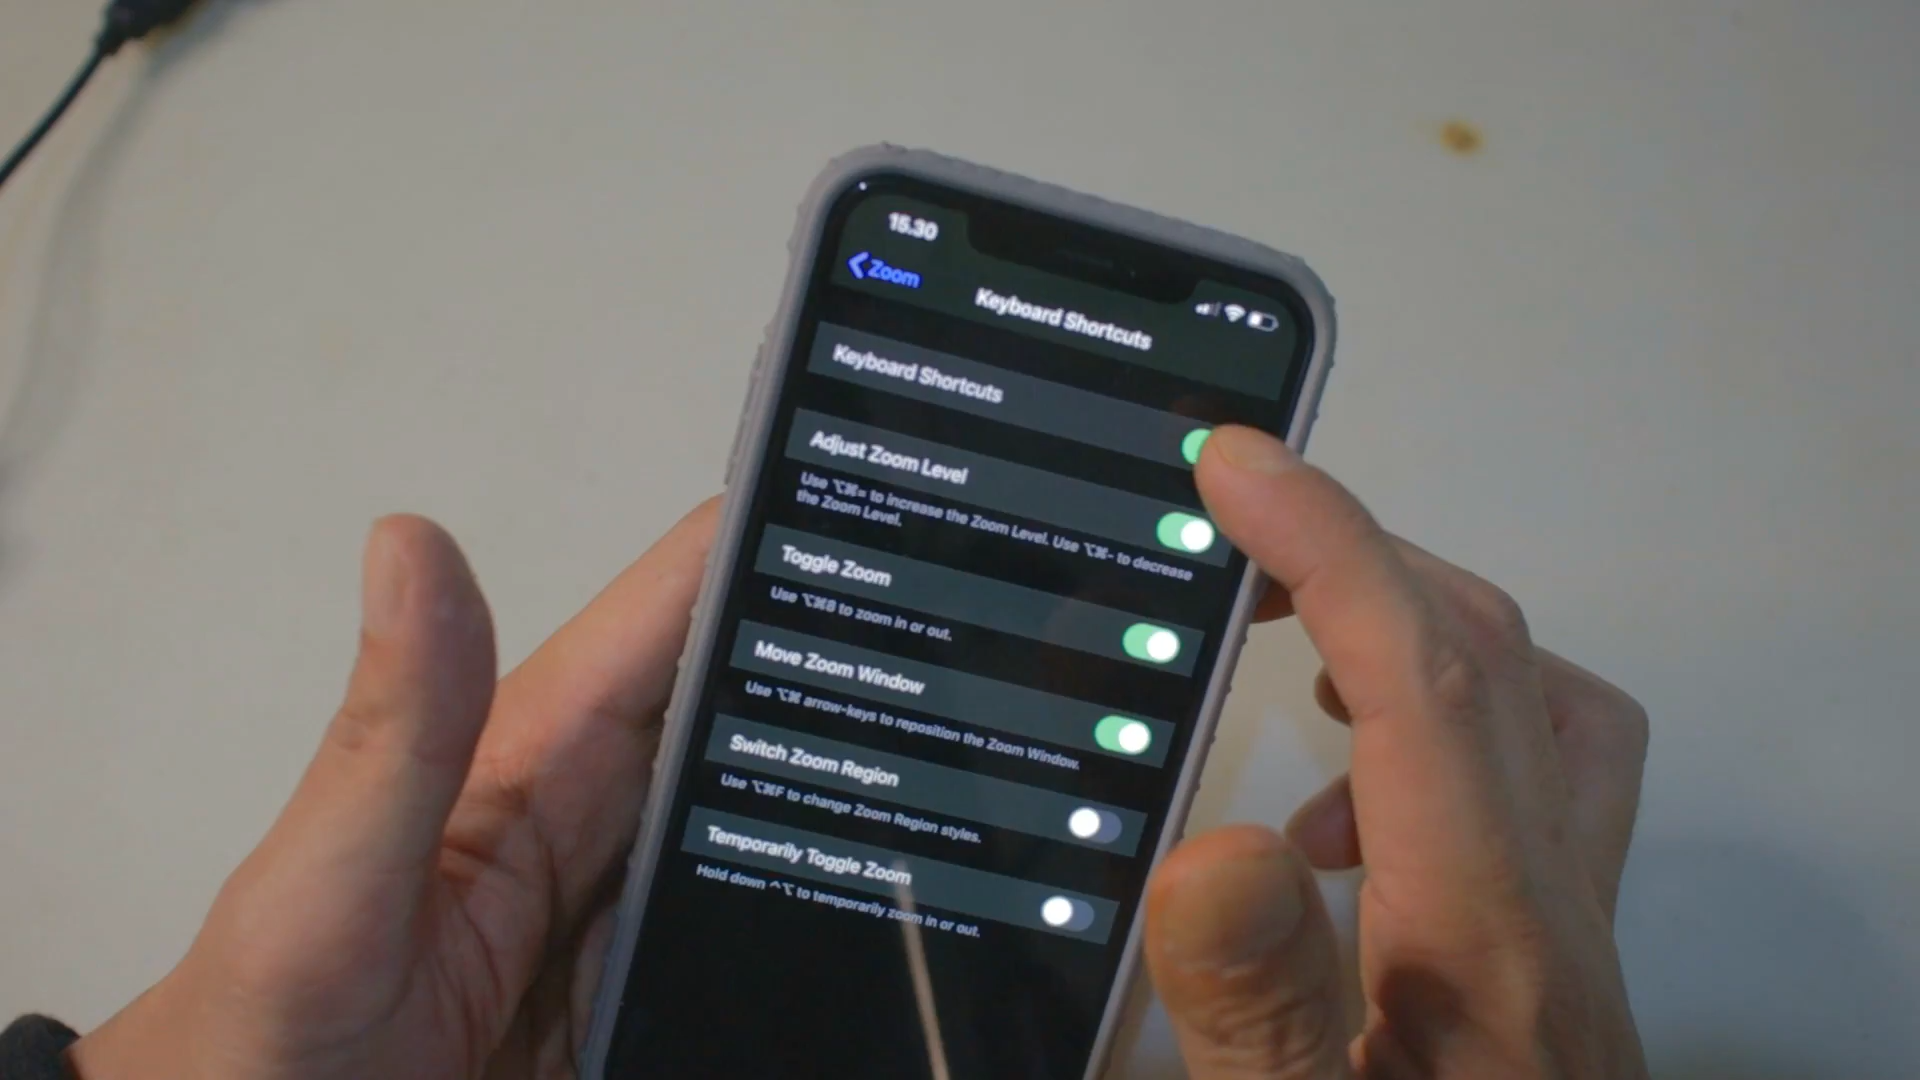 15.30
Zoom
Keyboard Shortcuts
Keyboard Shortcuts
Adjust Zoom Level
Use ⌥⌘= to increase the Zoom Level. Use ⌥⌘- to decrease
the Zoom Level.
Toggle Zoom
Use ⌥⌘8 to zoom in or out.
Move Zoom Window
Use ⌥⌘ arrow-keys to reposition the Zoom Window.
Switch Zoom Region
Use ⌥⌘F to change Zoom Region styles.
Temporarily Toggle Zoom
Hold down ^⌥ to temporarily zoom in or out.